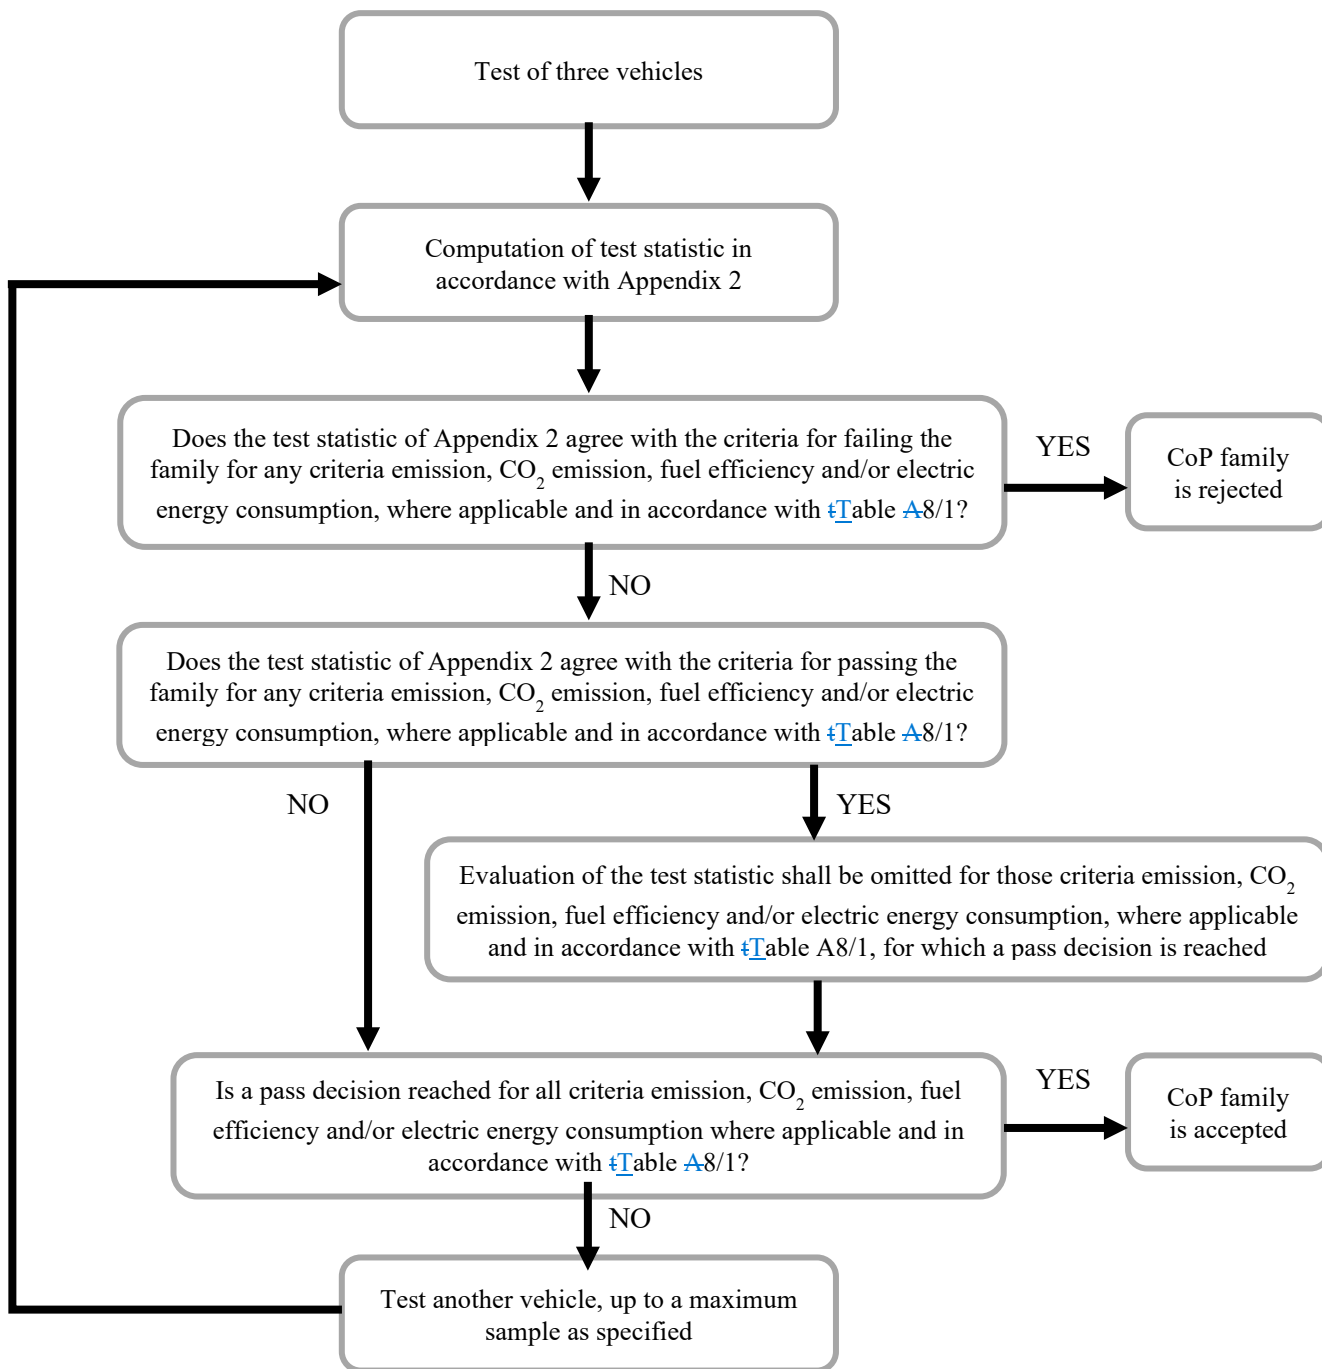 Test of three vehicles
Computation of test statistic in
accordance with Appendix 2
Does the test statistic of Appendix 2 agree with the criteria for failing the
family for any criteria emission, CO₂ emission, fuel efficiency and/or electric
energy consumption, where applicable and in accordance with tTable A8/1?
YES
CoP family
is rejected
NO
Does the test statistic of Appendix 2 agree with the criteria for passing the
family for any criteria emission, CO₂ emission, fuel efficiency and/or electric
energy consumption, where applicable and in accordance with tTable A8/1?
NO
YES
Evaluation of the test statistic shall be omitted for those criteria emission, CO₂
emission, fuel efficiency and/or electric energy consumption, where applicable
and in accordance with tTable A8/1, for which a pass decision is reached
Is a pass decision reached for all criteria emission, CO₂ emission, fuel
efficiency and/or electric energy consumption where applicable and in
accordance with tTable A8/1?
YES
CoP family
is accepted
NO
Test another vehicle, up to a maximum
sample as specified